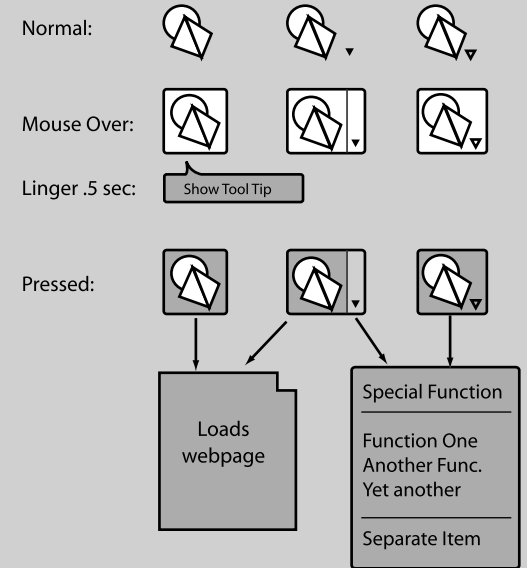 Normal:
Mouse Over:
Linger .5 sec:
Show Tool Tip
Pressed:
Loads
webpage
Special Function
Function One
Another Func.
Yet another
Separate Item